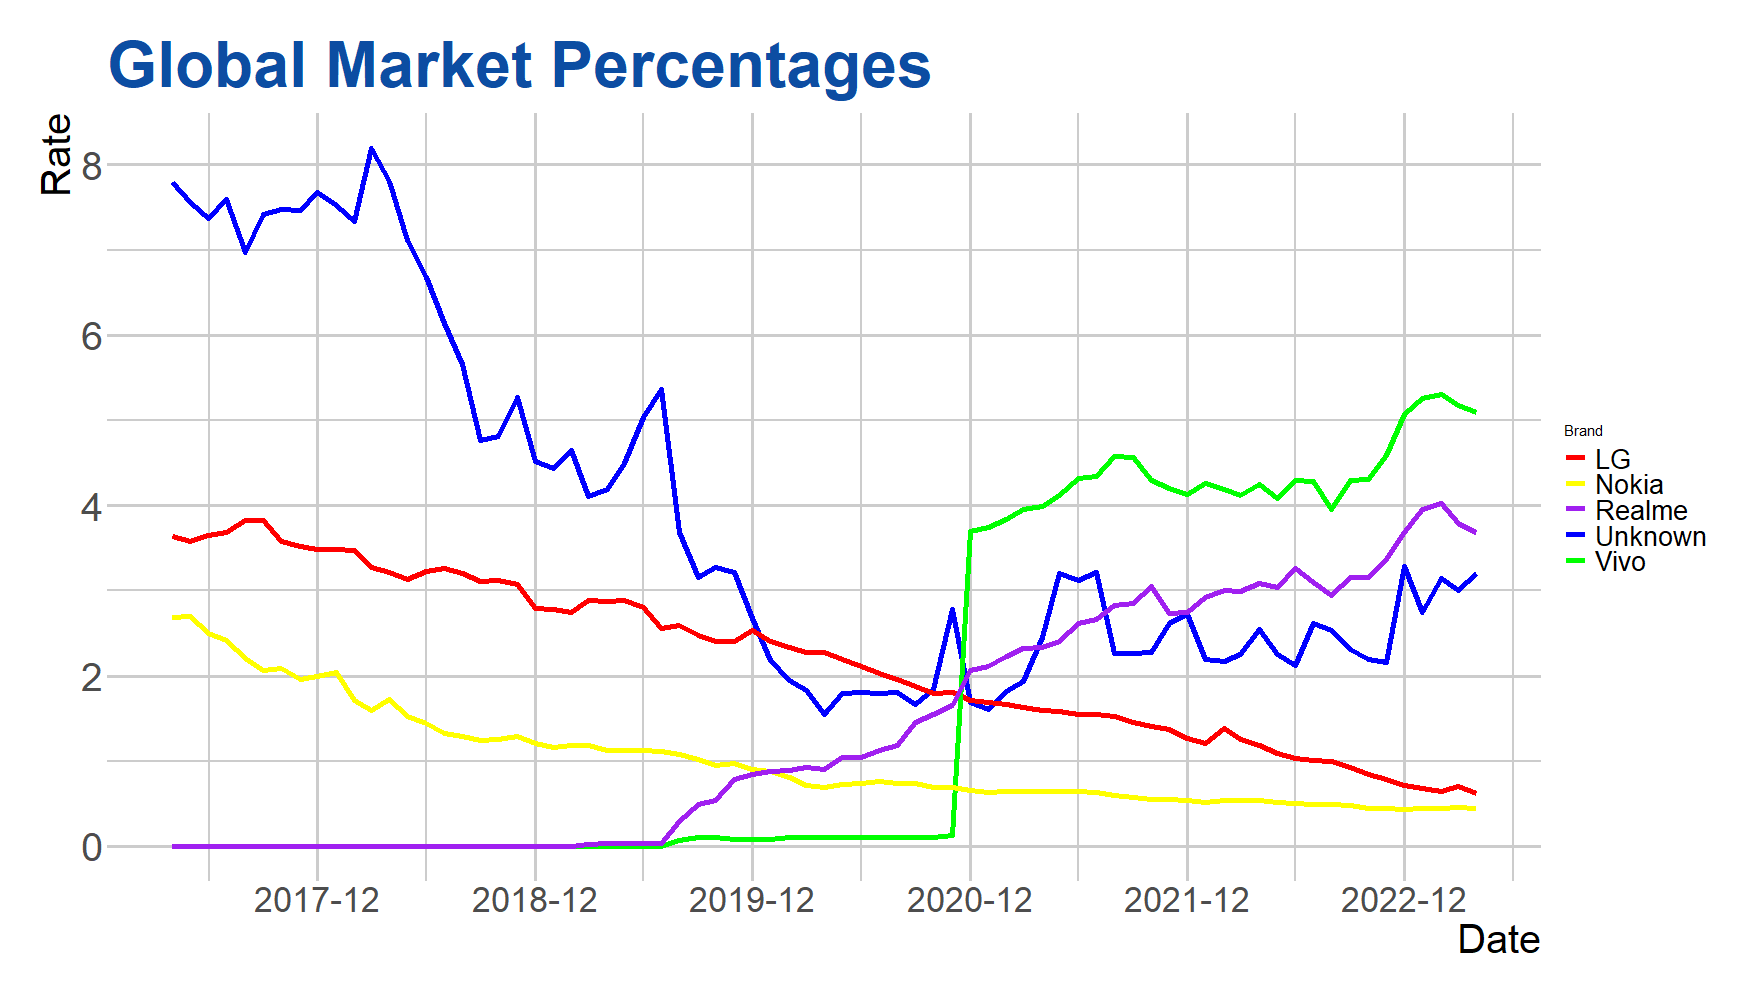 Global Market Percentages
Rate
8
6
4
2
0
2017-12
2018-12
2019-12
2020-12
2021-12
2022-12
Date
Brand
LG
Nokia
Realme
Unknown
Vivo